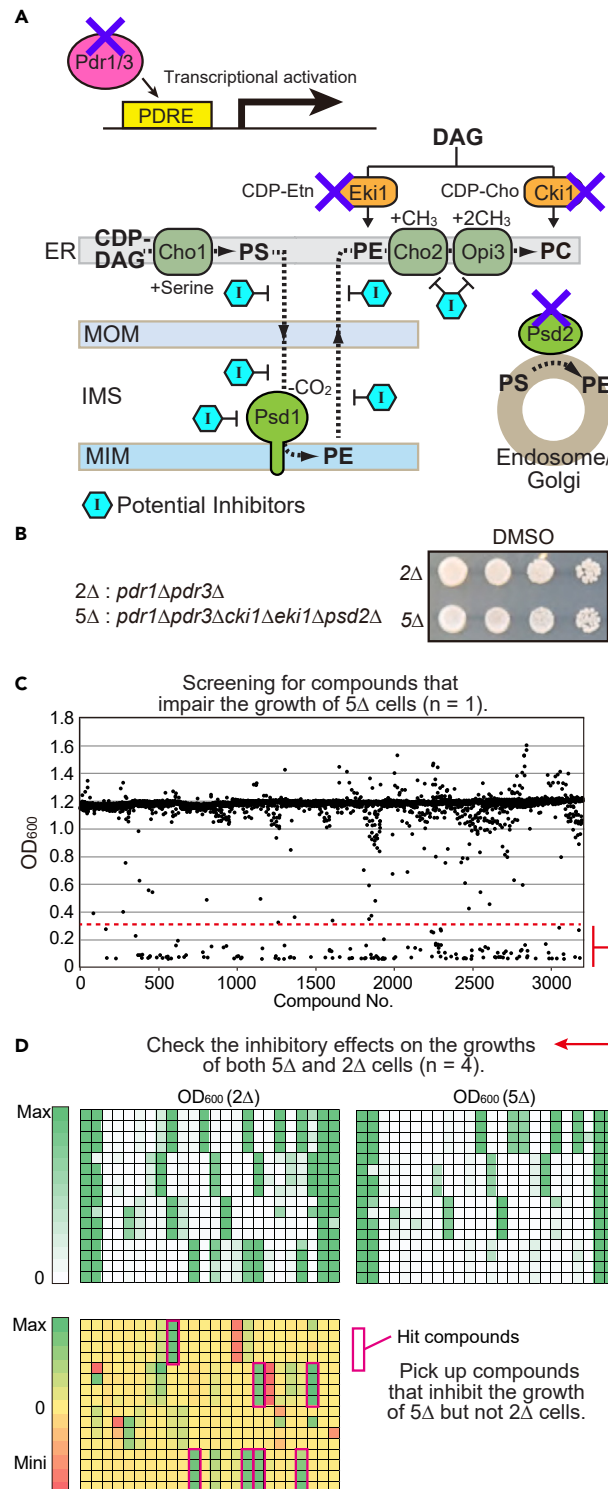 A
Pdr1/3
Transcriptional activation
PDRE
DAG
CDP-Etn
Eki1
CDP-Cho
Cki1
+CH3
+2CH3
ER
CDP-
DAG
Cho1
PS
PE
Cho2
Opi3
PC
+Serine
I
I
I
Psd2
MOM
I
PS
PE
IMS
-CO2
I
I
Psd1
MIM
PE
Endosome/
Golgi
I
Potential Inhibitors
B
DMSO
2Δ : pdr1Δpdr3Δ
5Δ : pdr1Δpdr3Δcki1Δeki1Δpsd2Δ
2Δ
5Δ
C
Screening for compounds that
impair the growth of 5Δ cells (n = 1).
1.8
1.6
1.4
1.2
1.0
0.8
0.6
0.4
0.2
0
OD600
0
500
1000
1500
2000
2500
3000
Compound No.
D
Check the inhibitory effects on the growths
of both 5Δ and 2Δ cells (n = 4).
OD600 (2Δ)
OD600 (5Δ)
Max
0
Max
0
Mini
Hit compounds
Pick up compounds
that inhibit the growth
of 5Δ but not 2Δ cells.